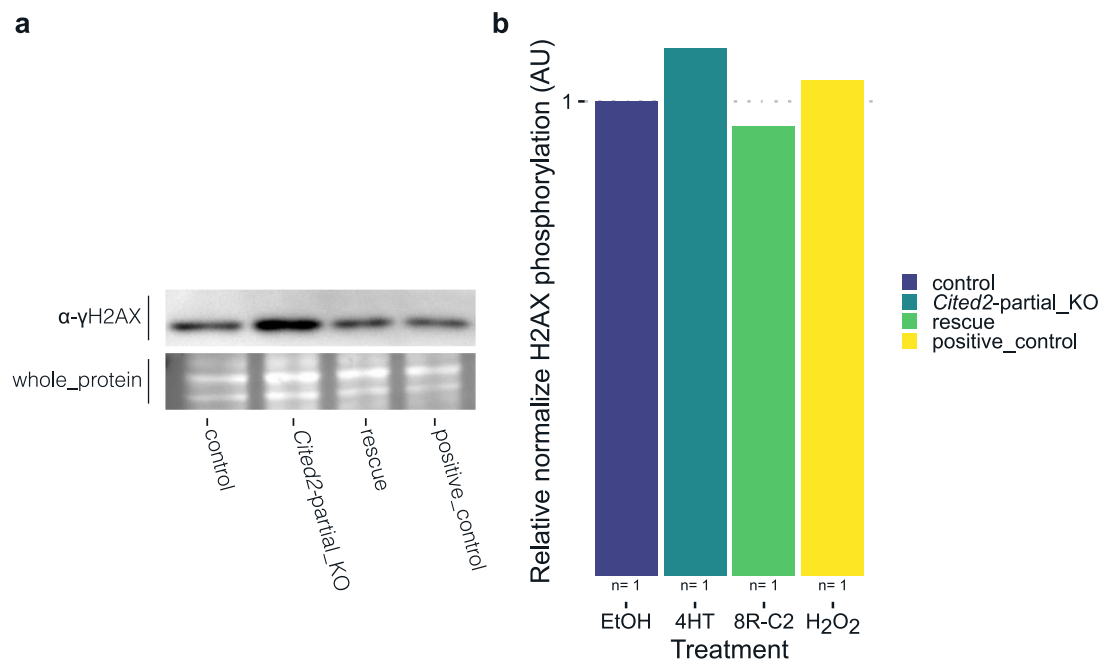 a
α-γH2AX
whole_protein
control
Cited2-partial_KO
rescue
positive_control
b
Relative normalize H2AX phosphorylation (AU)
1
n= 1
n= 1
n= 1
n= 1
EtOH
4HT
8R-C2
H₂O₂
Treatment
control
Cited2-partial_KO
rescue
positive_control